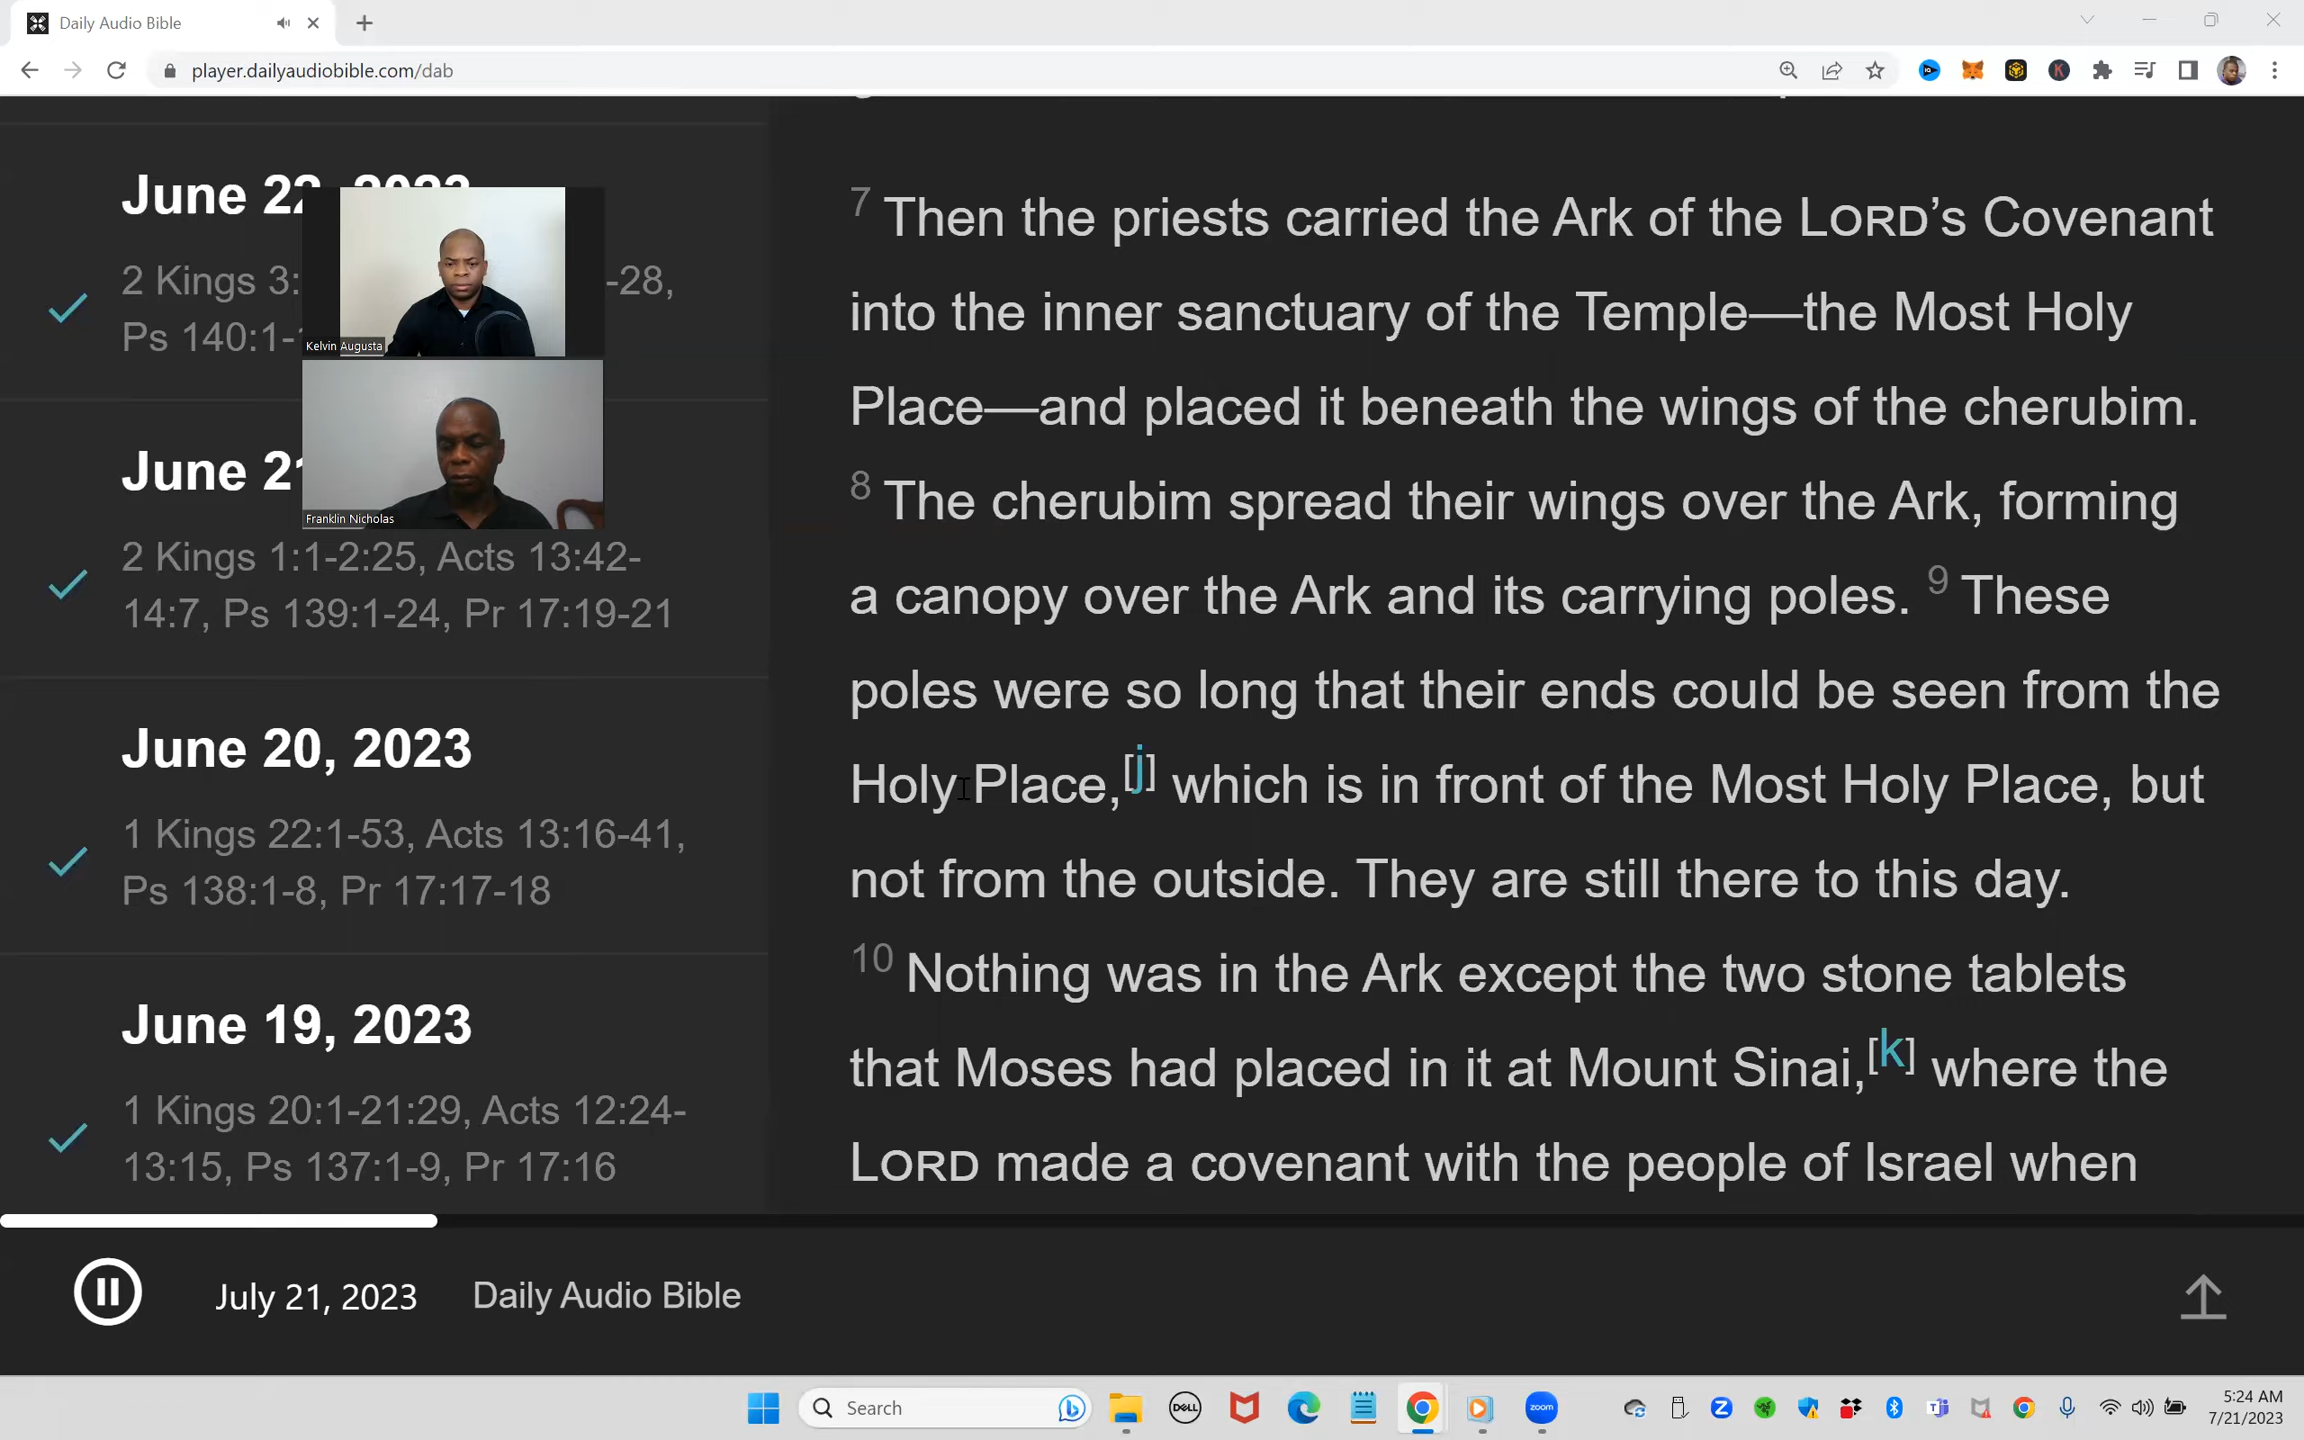 Daily Audio Bible
player.dailyaudiobible.com/dab
June 22, 2023
2 Kings 3:
-28,
Ps 140:1-
Kelvin Augusta
June 21
Franklin Nicholas
2 Kings 1:1-2:25, Acts 13:42-
14:7, Ps 139:1-24, Pr 17:19-21
June 20, 2023
1 Kings 22:1-53, Acts 13:16-41,
Ps 138:1-8, Pr 17:17-18
June 19, 2023
1 Kings 20:1-21:29, Acts 12:24-
13:15, Ps 137:1-9, Pr 17:16
7 Then the priests carried the Ark of the LORD’s Covenant
into the inner sanctuary of the Temple—the Most Holy
Place—and placed it beneath the wings of the cherubim.
8 The cherubim spread their wings over the Ark, forming
a canopy over the Ark and its carrying poles. 9 These
poles were so long that their ends could be seen from the
Holy Place,[j] which is in front of the Most Holy Place, but
not from the outside. They are still there to this day.
10 Nothing was in the Ark except the two stone tablets
that Moses had placed in it at Mount Sinai,[k] where the
LORD made a covenant with the people of Israel when
July 21, 2023 Daily Audio Bible
Search
DELL
zoom
5:24 AM
7/21/2023